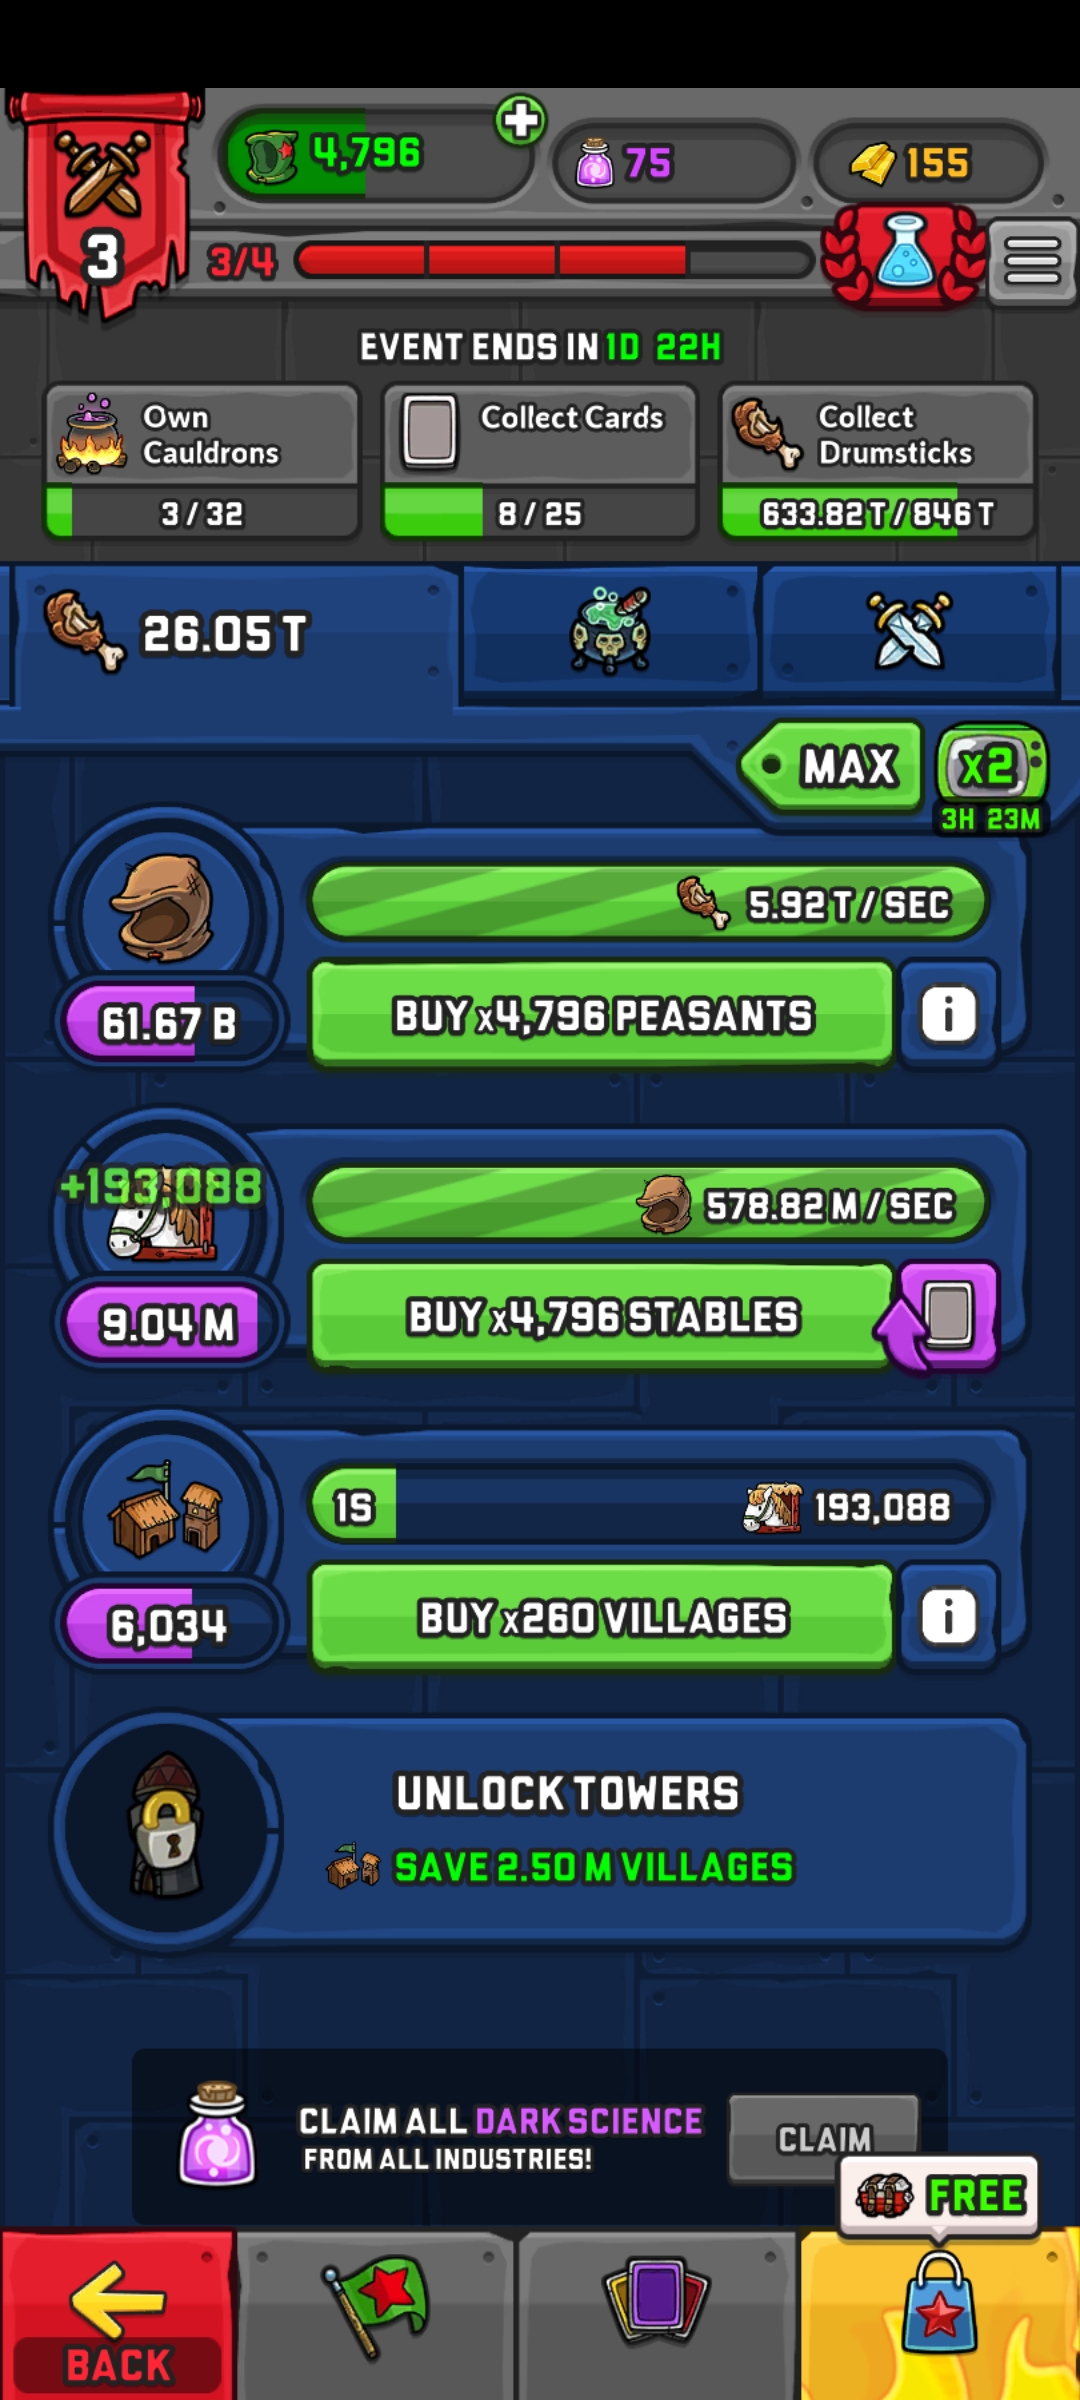 4,796
75
155
3
3/4
EVENT ENDS IN 1D 22H
Own
Cauldrons
3 / 32
Collect Cards
8 / 25
Collect
Drumsticks
633.82 T / 846 T
26.05 T
MAX
x2
3H 23M
5.92 T / SEC
61.67 B
BUY x4,796 PEASANTS
i
+193,088
578.82 M / SEC
9.04 M
BUY x4,796 STABLES
1S
193,088
6,034
BUY x260 VILLAGES
i
UNLOCK TOWERS
SAVE 2.50 M VILLAGES
CLAIM ALL DARK SCIENCE
FROM ALL INDUSTRIES!
CLAIM
FREE
BACK